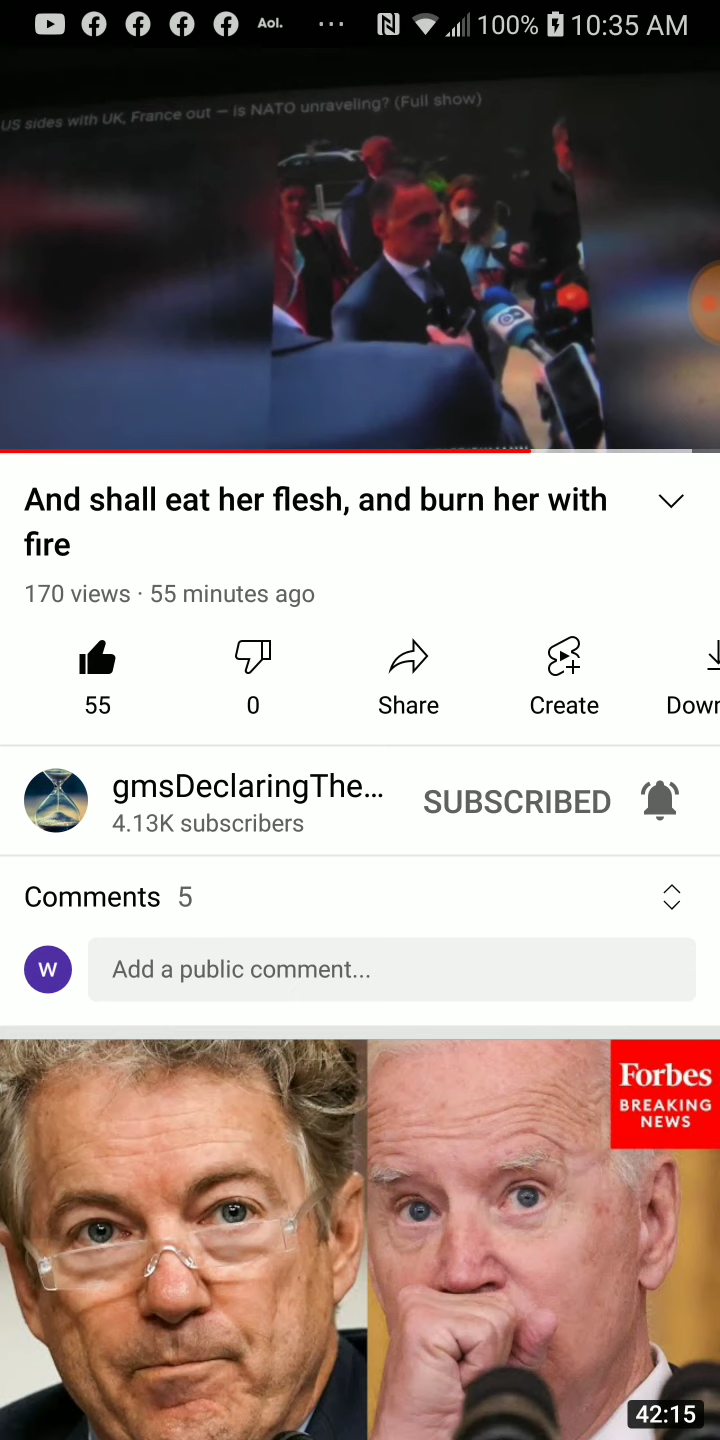 Aol.
100%
10:35 AM
US sides with UK, France out – is NATO unraveling? (Full show)
And shall eat her flesh, and burn her with
fire
170 views · 55 minutes ago
55
0
Share
Create
Down
gmsDeclaringThe...
4.13K subscribers
SUBSCRIBED
Comments 5
W
Add a public comment...
Forbes
BREAKING
NEWS
42:15